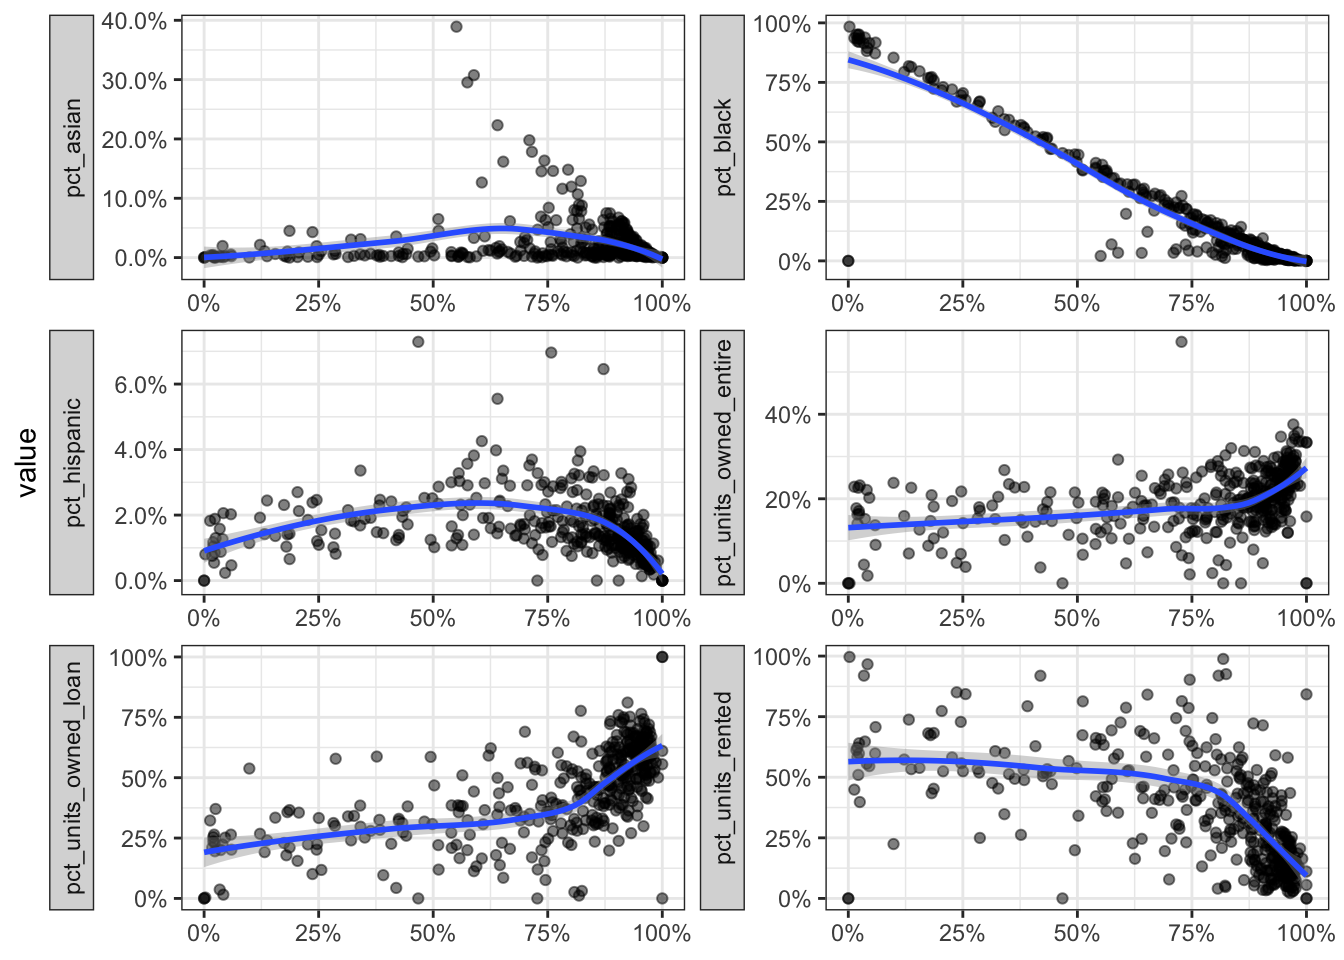 value
pct_asian
40.0%
30.0%
20.0%
10.0%
0.0%
0% 25% 50% 75% 100%
pct_black
100%
75%
50%
25%
0%
0% 25% 50% 75% 100%
pct_hispanic
6.0%
4.0%
2.0%
0.0%
0% 25% 50% 75% 100%
pct_units_owned_entire
40%
20%
0%
0% 25% 50% 75% 100%
pct_units_owned_loan
100%
75%
50%
25%
0%
0% 25% 50% 75% 100%
pct_units_rented
100%
75%
50%
25%
0%
0% 25% 50% 75% 100%